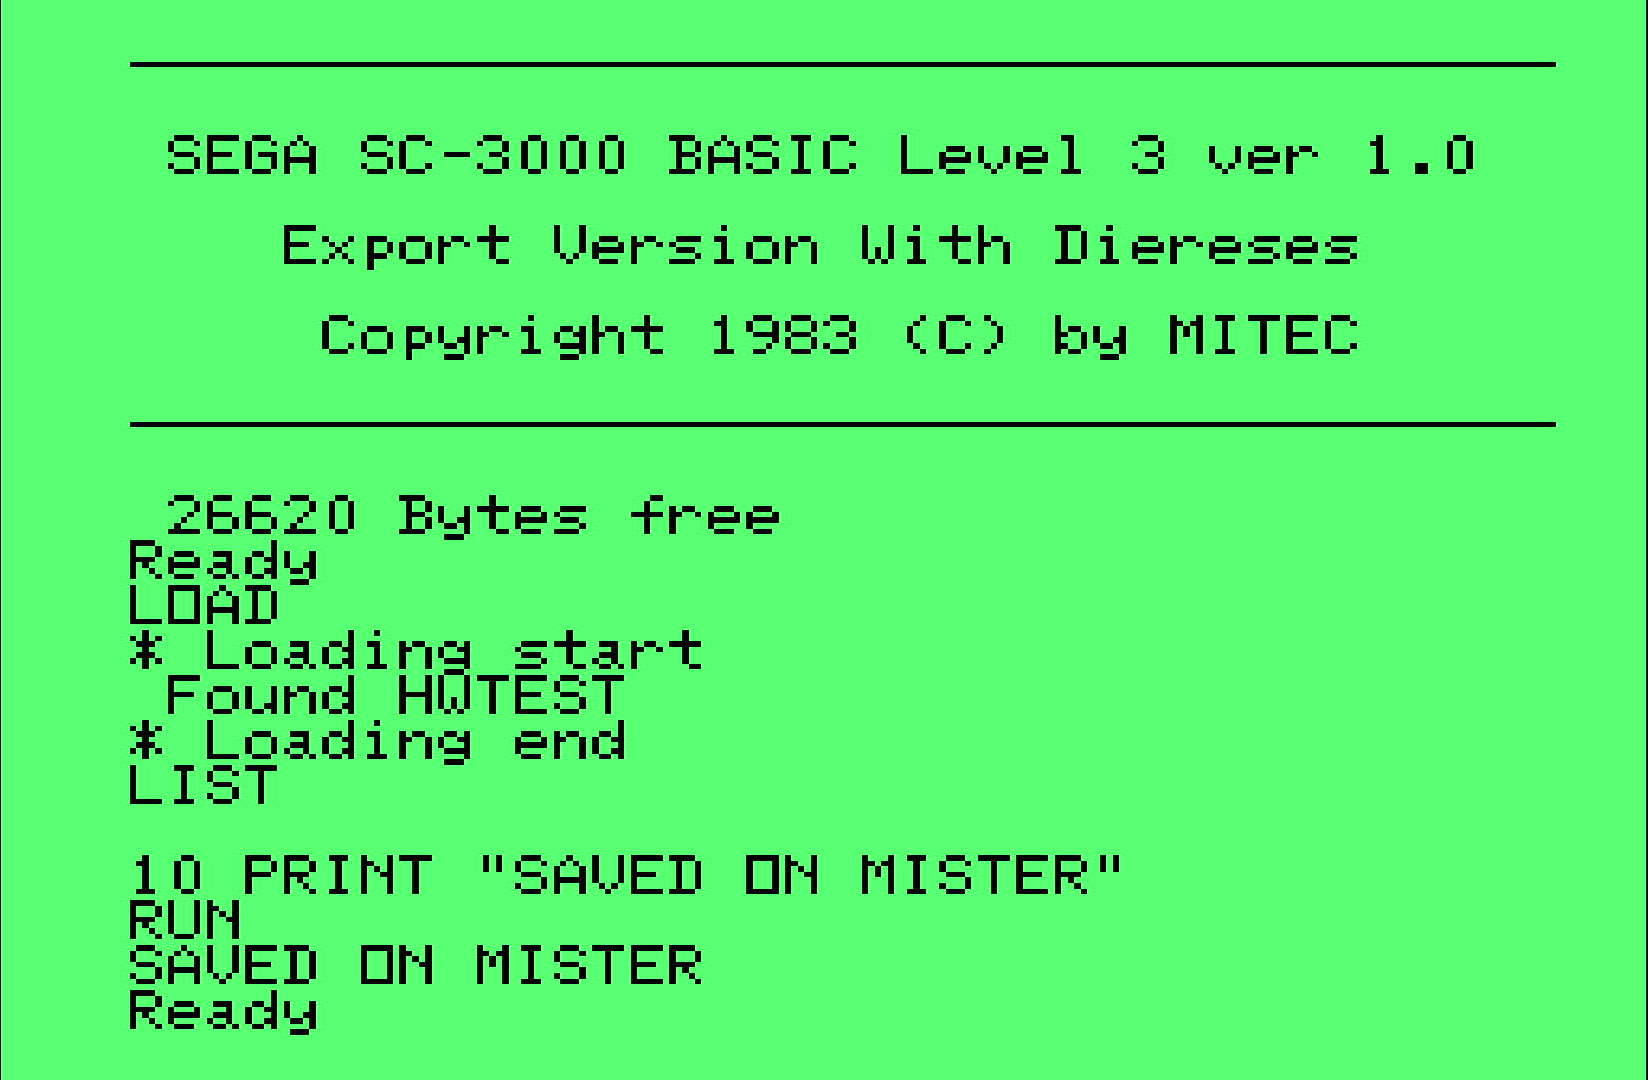 SEGA SC-3000 BASIC Level 3 ver 1.0
Export Version With Diereses
Copyright 1983 (C) by MITEC
26620 Bytes free
Ready
LOAD
* Loading start
Found HWTEST
* Loading end
LIST
10 PRINT "SAVED ON MISTER"
RUN
SAVED ON MISTER
Ready